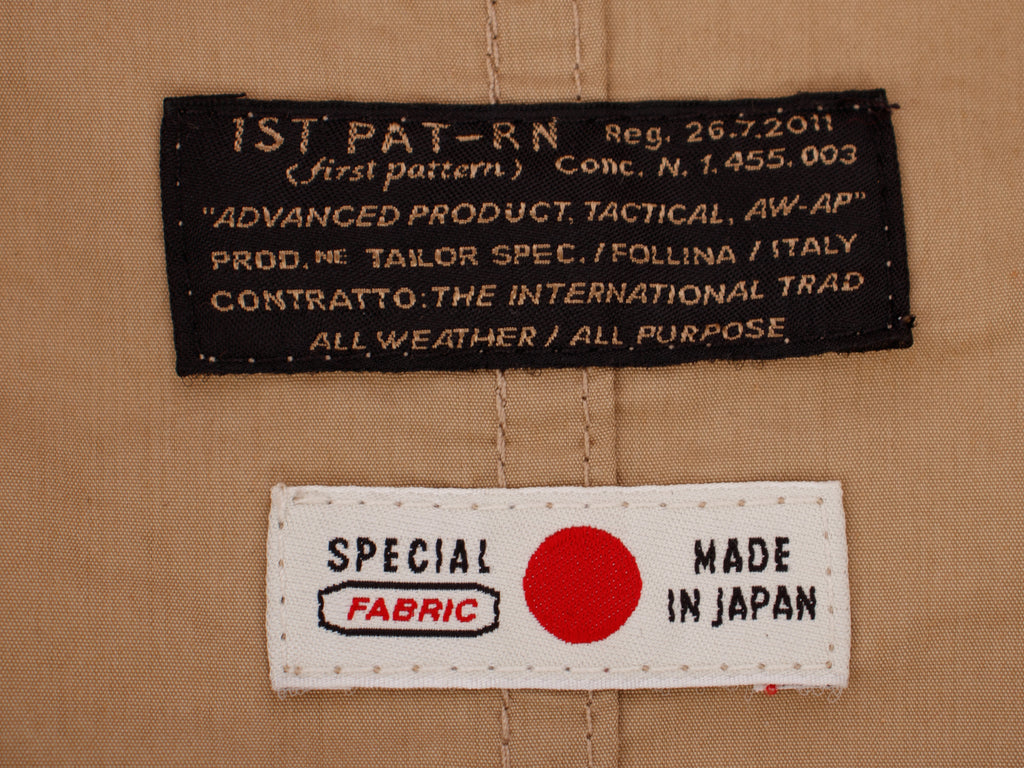 1ST PAT-RN Reg. 26.7.2011
(first pattern) Conc. N. 1.455.003
"ADVANCED PRODUCT, TACTICAL, AW-AP"
PROD. NE TAILOR SPEC. / FOLLINA / ITALY
CONTRATTO: THE INTERNATIONAL TRAD
ALL WEATHER / ALL PURPOSE
SPECIAL
FABRIC
MADE
IN JAPAN